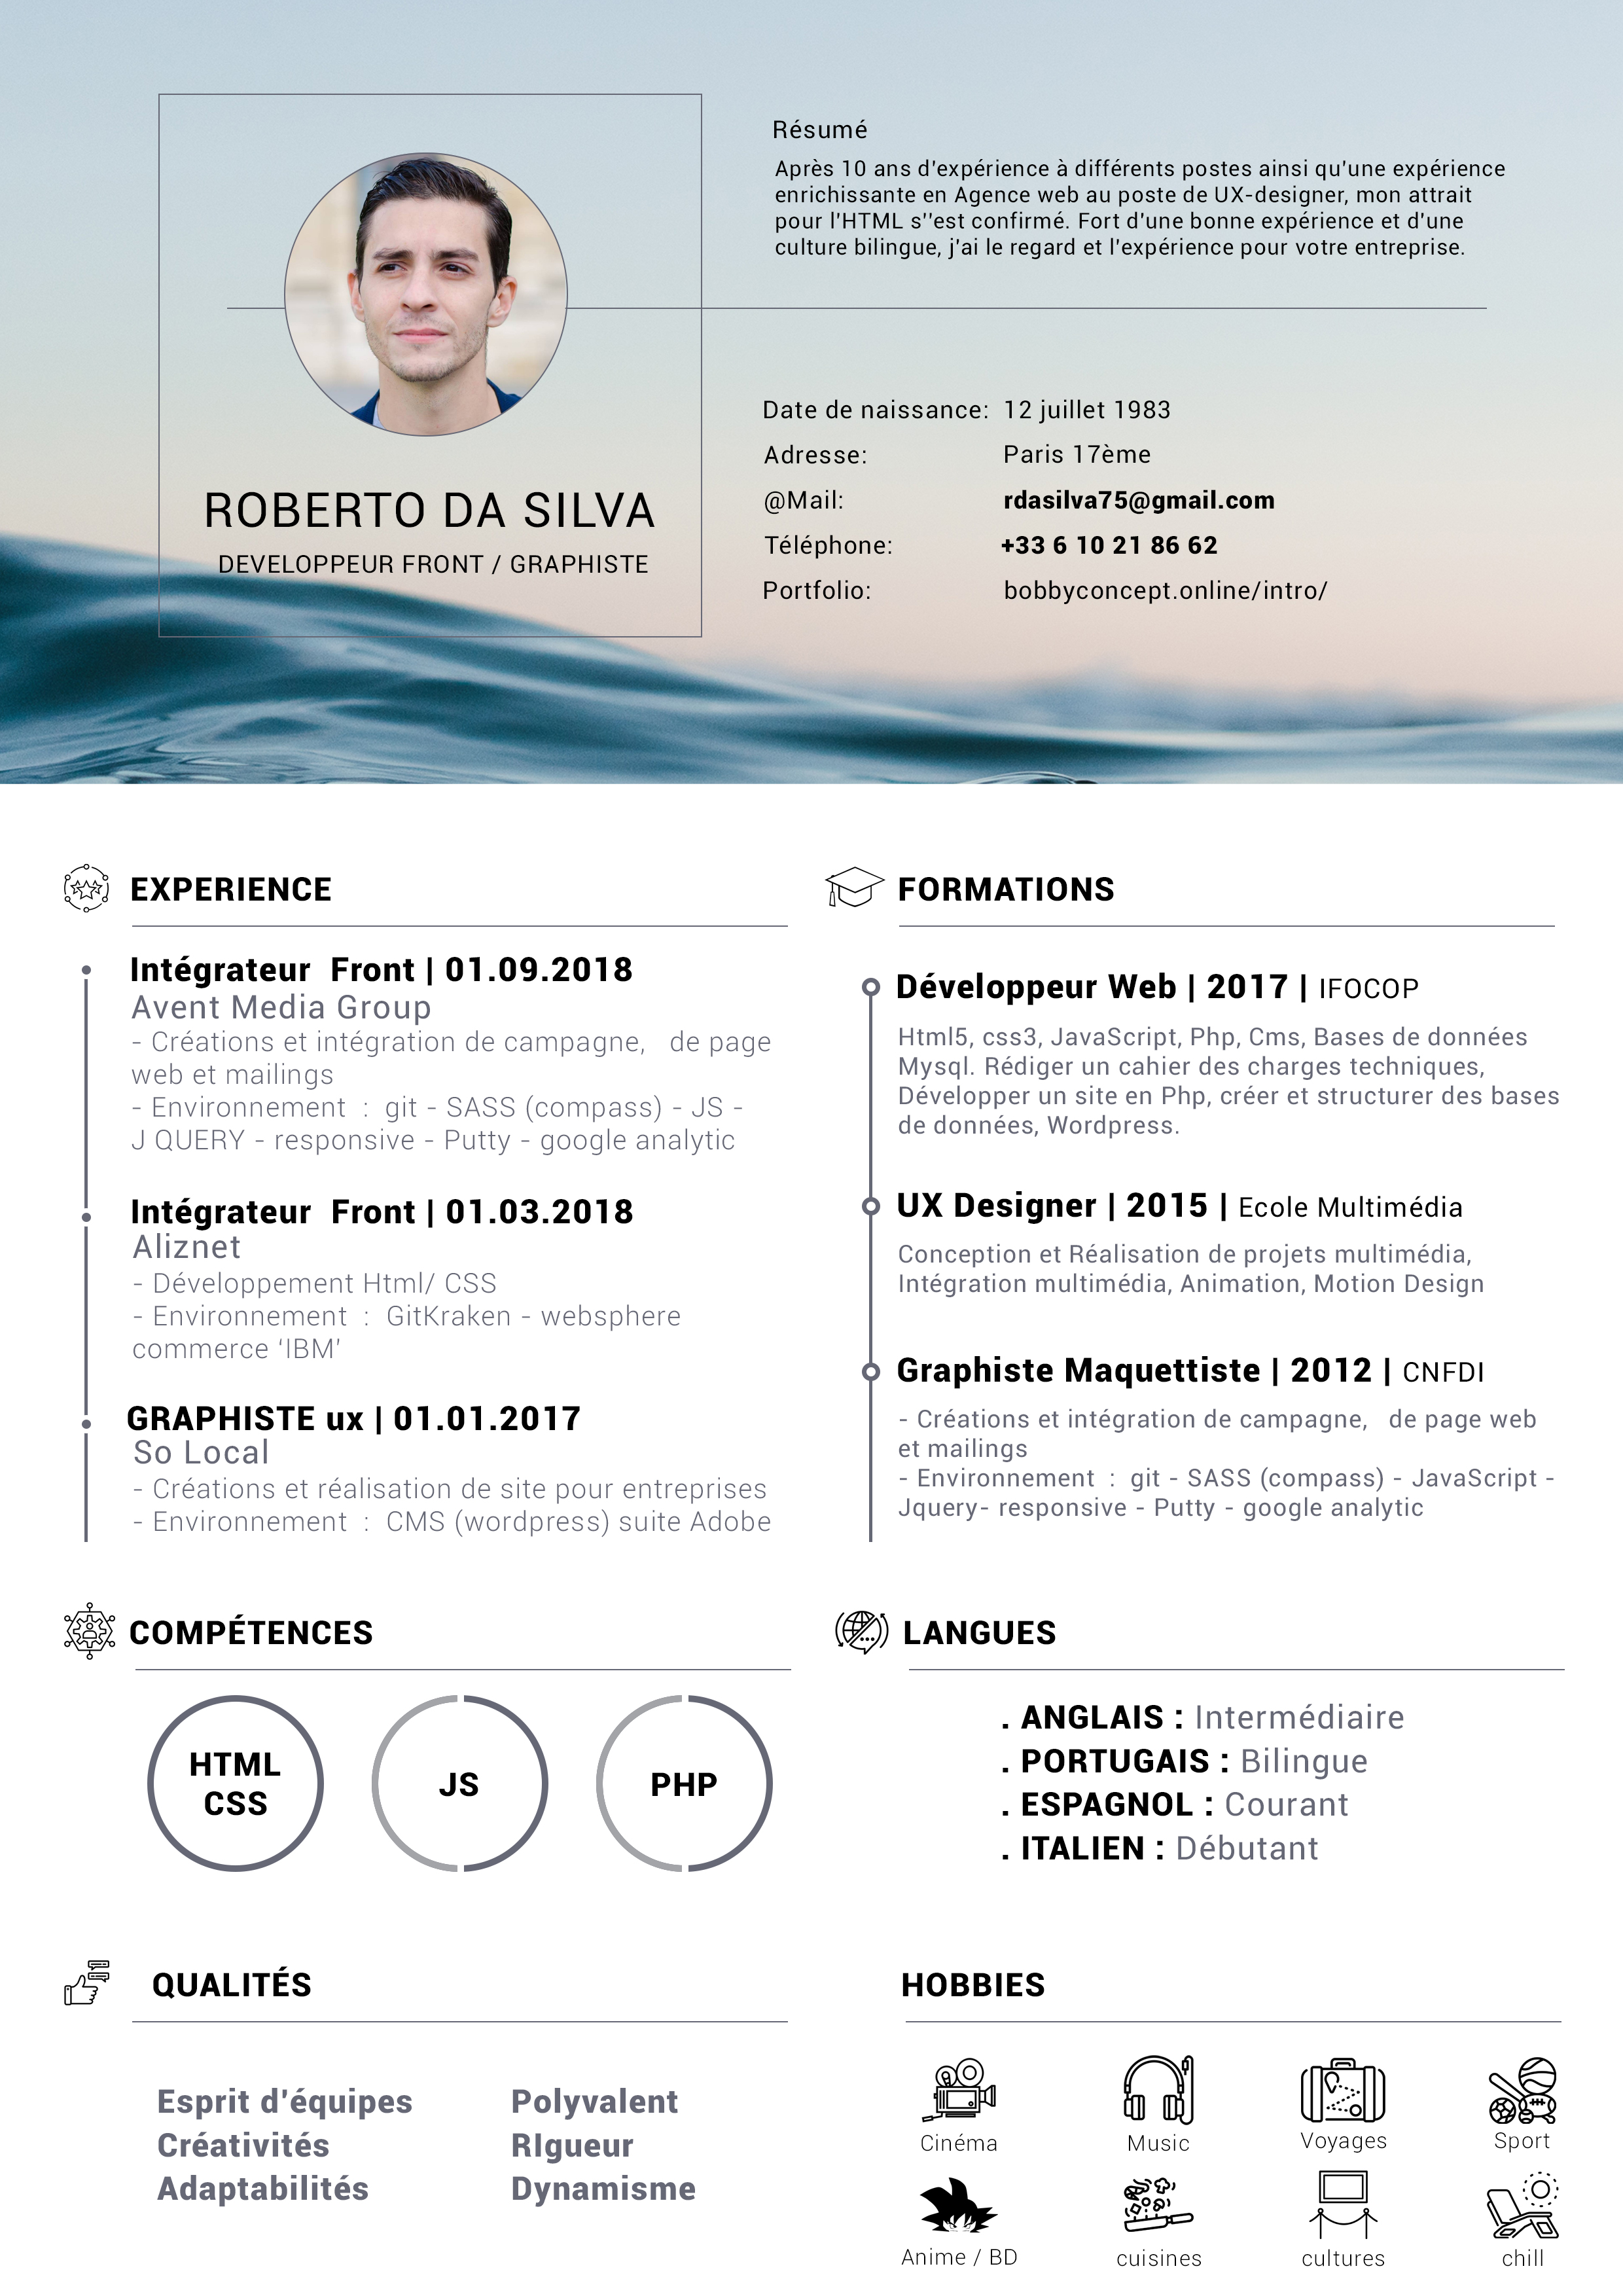 Résumé
Après 10 ans d'expérience à différents postes ainsi qu'une expérience
enrichissante en Agence web au poste de UX-designer, mon attrait
pour l'HTML s''est confirmé. Fort d'une bonne expérience et d'une
culture bilingue, j'ai le regard et l'expérience pour votre entreprise.
ROBERTO DA SILVA
DEVELOPPEUR FRONT / GRAPHISTE
Date de naissance: 12 juillet 1983
Adresse: Paris 17ème
@Mail: rdasilva75@gmail.com
Téléphone: +33 6 10 21 86 62
Portfolio: bobbyconcept.online/intro/
EXPERIENCE
Intégrateur Front | 01.09.2018
Avent Media Group
- Créations et intégration de campagne, de page
web et mailings
- Environnement : git - SASS (compass) - JS -
J QUERY - responsive - Putty - google analytic
Intégrateur Front | 01.03.2018
Aliznet
- Développement Html/ CSS
- Environnement : GitKraken - websphere
commerce ‘IBM’
GRAPHISTE ux | 01.01.2017
So Local
- Créations et réalisation de site pour entreprises
- Environnement : CMS (wordpress) suite Adobe
FORMATIONS
Développeur Web | 2017 | IFOCOP
Html5, css3, JavaScript, Php, Cms, Bases de données
Mysql. Rédiger un cahier des charges techniques,
Développer un site en Php, créer et structurer des bases
de données, Wordpress.
UX Designer | 2015 | Ecole Multimédia
Conception et Réalisation de projets multimédia,
Intégration multimédia, Animation, Motion Design
Graphiste Maquettiste | 2012 | CNFDI
- Créations et intégration de campagne, de page web
et mailings
- Environnement : git - SASS (compass) - JavaScript -
Jquery- responsive - Putty - google analytic
COMPÉTENCES
HTML
CSS
JS
PHP
LANGUES
. ANGLAIS : Intermédiaire
. PORTUGAIS : Bilingue
. ESPAGNOL : Courant
. ITALIEN : Débutant
QUALITÉS
Esprit d'équipes
Créativités
Adaptabilités
Polyvalent
RIgueur
Dynamisme
HOBBIES
Cinéma
Music
Voyages
Sport
Anime / BD
cuisines
cultures
chill